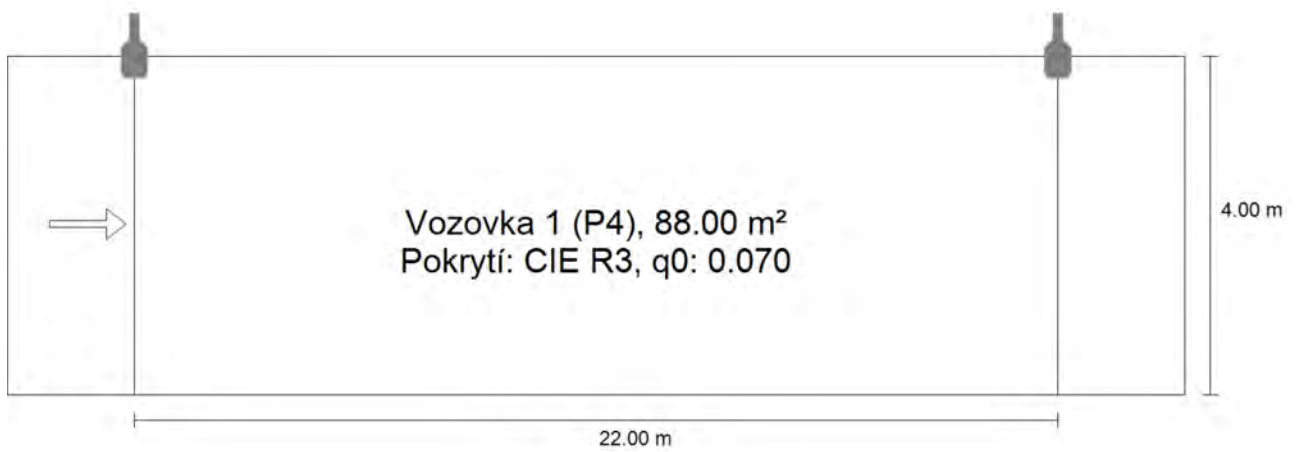 Vozovka 1 (P4), 88.00 m²
Pokrytí: CIE R3, q0: 0.070
4.00 m
22.00 m